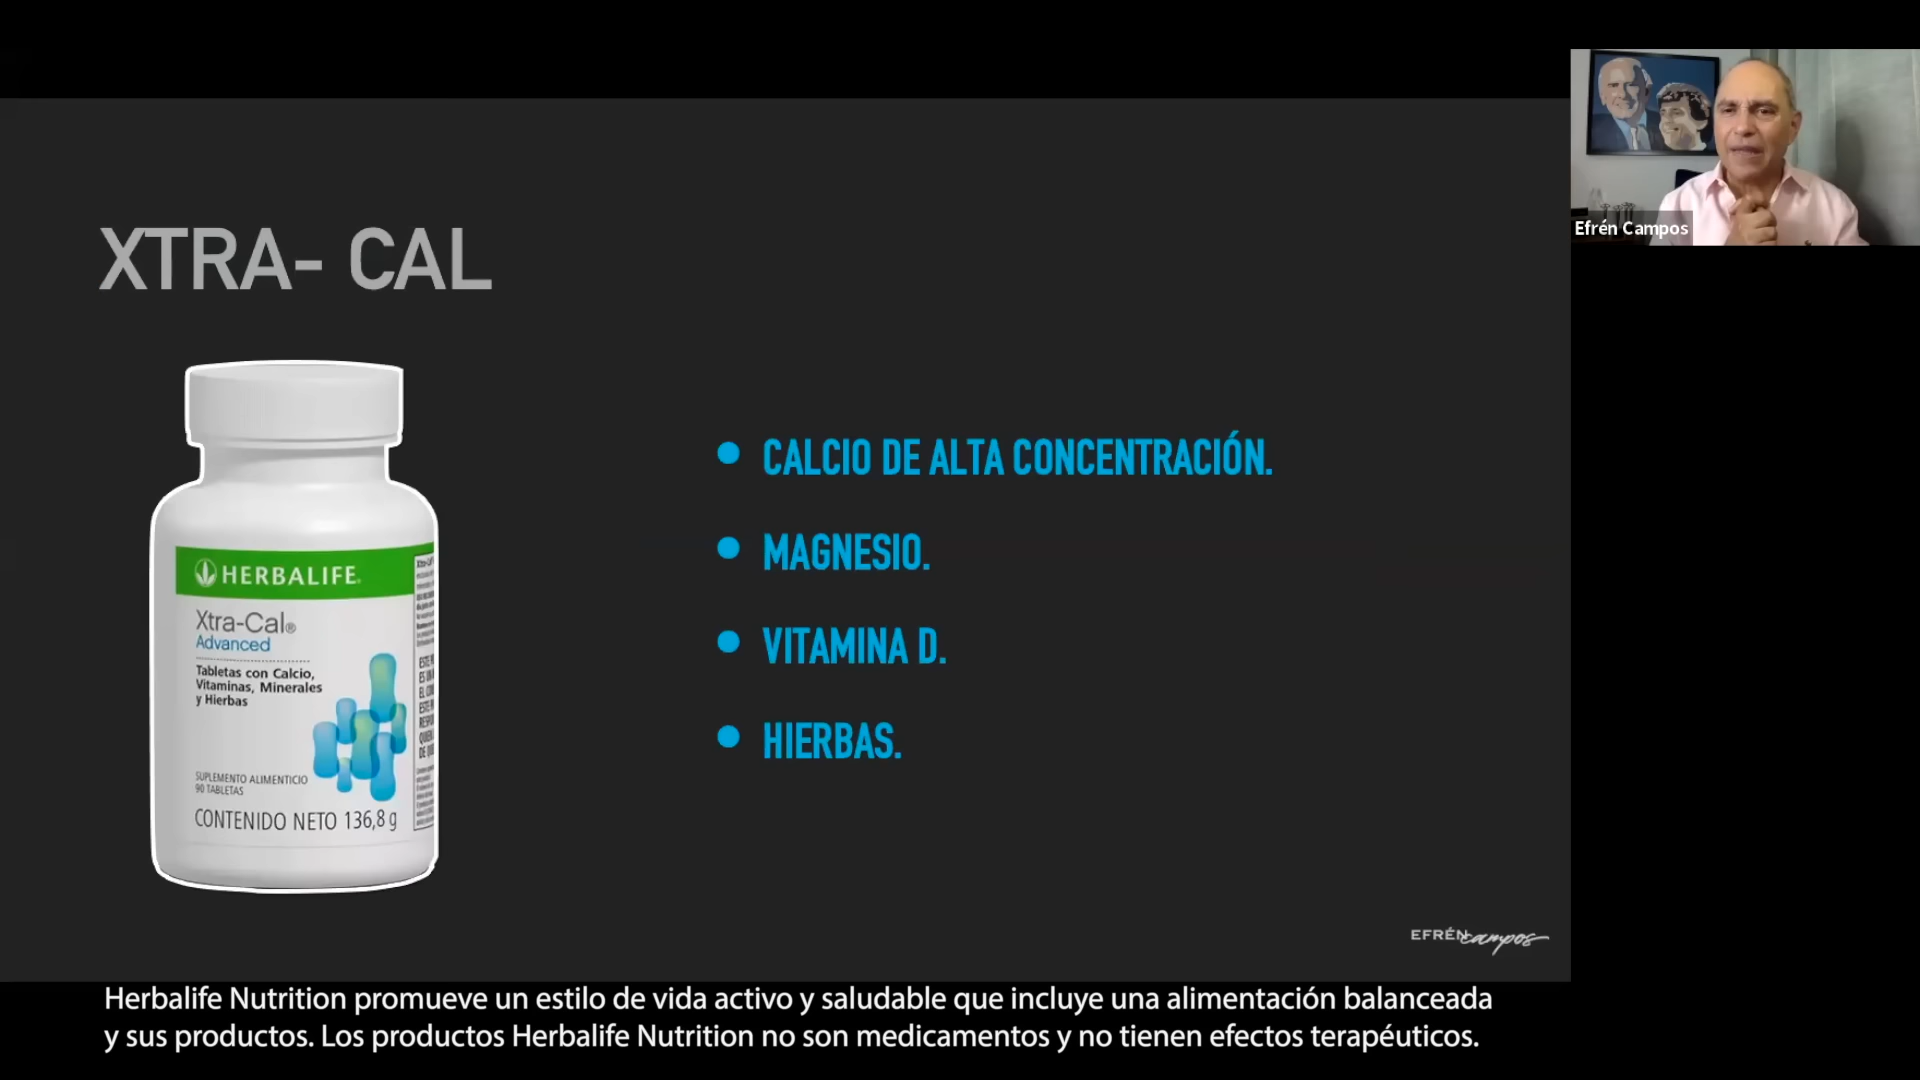 Efrén Campos
XTRA- CAL
HERBALIFE
Xtra-Cal®
Advanced
Tabletas con Calcio,
Vitaminas, Minerales
y Hierbas
SUPLEMENTO ALIMENTICIO
90 TABLETAS
CONTENIDO NETO 136,8 g
● CALCIO DE ALTA CONCENTRACIÓN.
● MAGNESIO.
● VITAMINA D.
● HIERBAS.
EFRÉN campos
Herbalife Nutrition promueve un estilo de vida activo y saludable que incluye una alimentación balanceada
y sus productos. Los productos Herbalife Nutrition no son medicamentos y no tienen efectos terapéuticos.